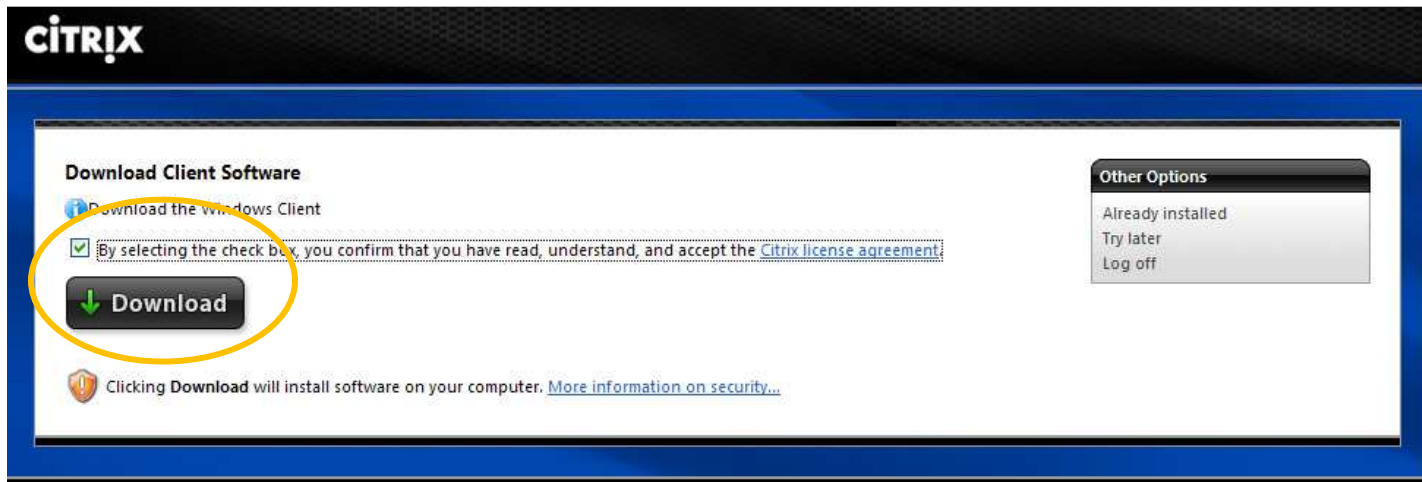 CITRIX
Download Client Software
Download the Windows Client
By selecting the check box, you confirm that you have read, understand, and accept the Citrix license agreement.
Download
Clicking Download will install software on your computer. More information on security...
Other Options
Already installed
Try later
Log off